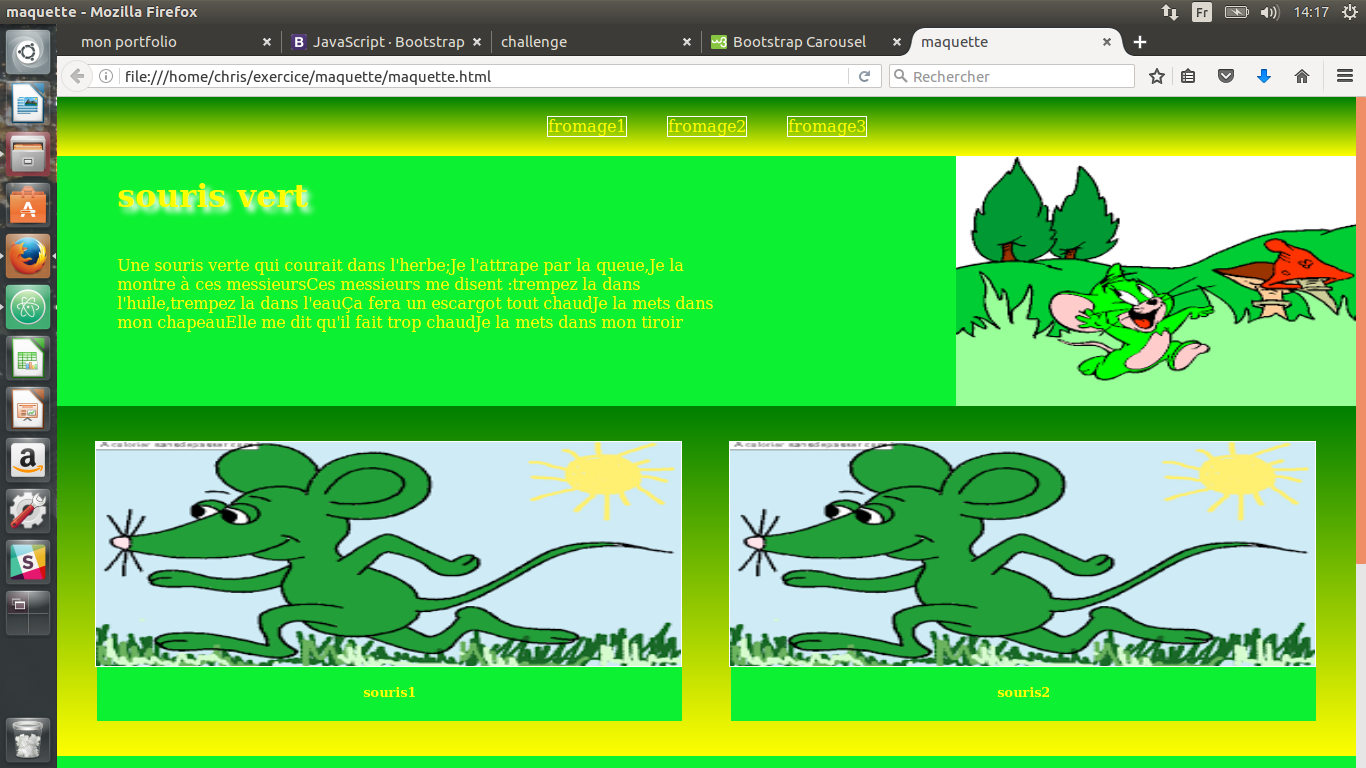 maquette - Mozilla Firefox
Fr
14:17
mon portfolio
B JavaScript · Bootstrap
challenge
w3 Bootstrap Carousel
maquette
file:///home/chris/exercice/maquette/maquette.html
Rechercher
fromage1
fromage2
fromage3
souris vert
Une souris verte qui courait dans l'herbe;Je l'attrape par la queue,Je la
montre à ces messieursCes messieurs me disent :trempez la dans
l'huile,trempez la dans l'eauÇa fera un escargot tout chaudJe la mets dans
mon chapeauElle me dit qu'il fait trop chaudJe la mets dans mon tiroir
souris1
souris2